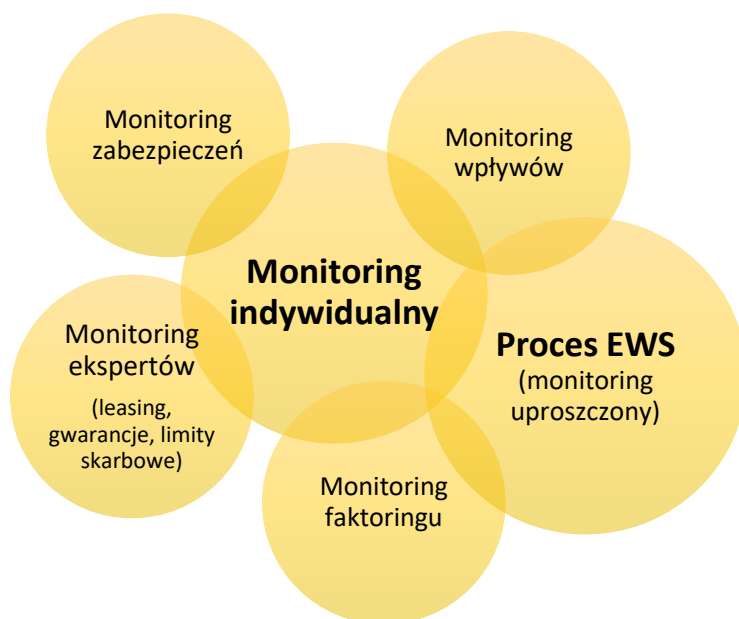 Monitoring
zabezpieczeń
Monitoring
wpływów
Monitoring
indywidualny
Proces EWS
(monitoring
uproszczony)
Monitoring
ekspertów
(leasing,
gwarancje, limity
skarbowe)
Monitoring
faktoringu